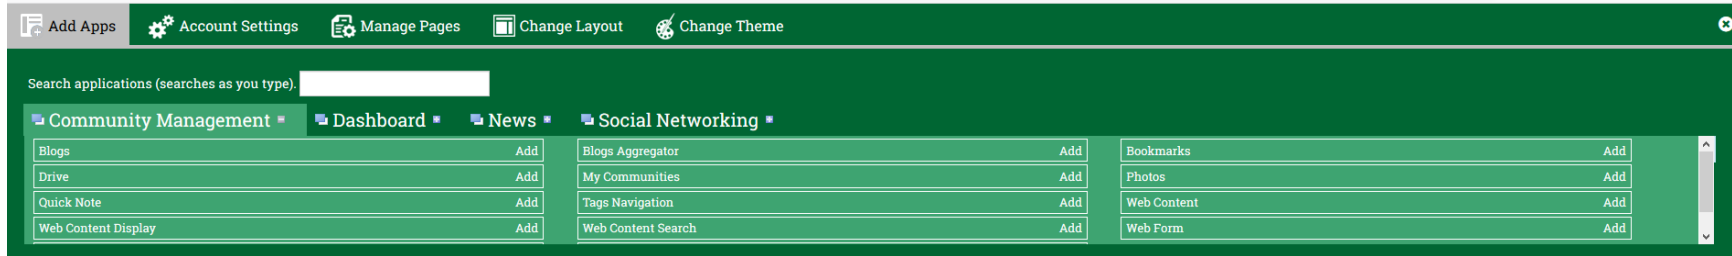 Add Apps Account Settings Manage Pages Change Layout Change Theme
Search applications (searches as you type).
Community Management Dashboard News Social Networking
Blogs Add Blogs Aggregator Add Bookmarks Add
Drive Add My Communities Add Photos Add
Quick Note Add Tags Navigation Add Web Content Add
Web Content Display Add Web Content Search Add Web Form Add